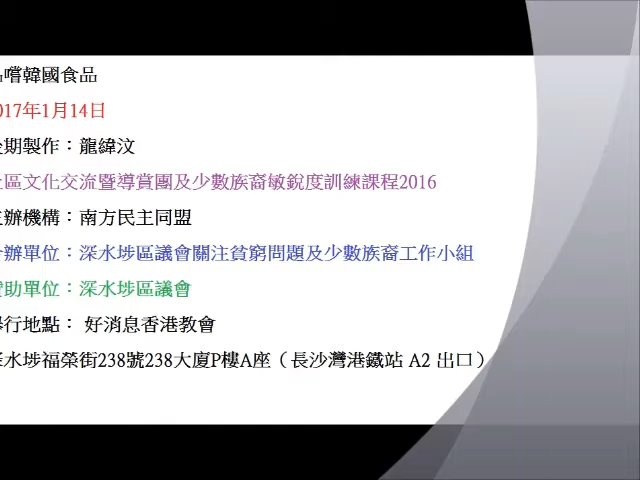 嚐韓國食品
017年1月14日
期製作：龍緯汶
區文化交流暨導賞團及少數族裔敏銳度訓練課程2016
辦機構：南方民主同盟
辦單位：深水埗區議會關注貧窮問題及少數族裔工作小組
助單位：深水埗區議會
行地點： 好消息香港教會
水埗福榮街238號238大廈P樓A座（長沙灣港鐵站 A2 出口）